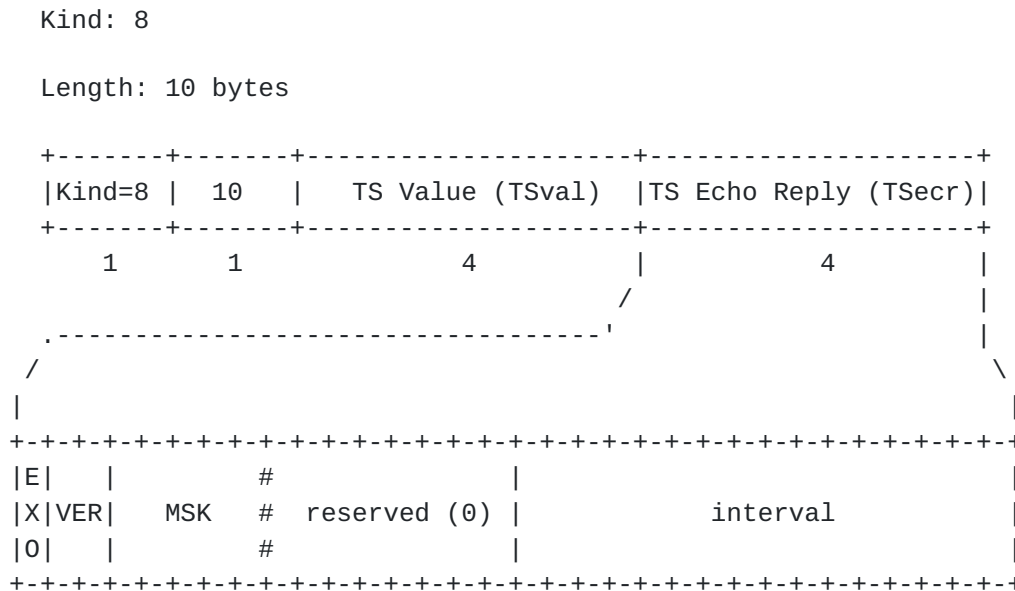 Kind: 8
Length: 10 bytes
+-------+-------+---------------------+---------------------+
|Kind=8 |  10   |   TS Value (TSval)  |TS Echo Reply (TSecr)|
+-------+-------+---------------------+---------------------+
    1       1              4          |           4         |
                                     /                      |
.-----------------------------------'                       |
/                                                            \
|                                                             |
+-+-+-+-+-+-+-+-+-+-+-+-+-+-+-+-+-+-+-+-+-+-+-+-+-+-+-+-+-+-+-+-+
|E|   |         #               |                               |
|X|VER|   MSK   #  reserved (0) |            interval           |
|O|   |         #               |                               |
+-+-+-+-+-+-+-+-+-+-+-+-+-+-+-+-+-+-+-+-+-+-+-+-+-+-+-+-+-+-+-+-+